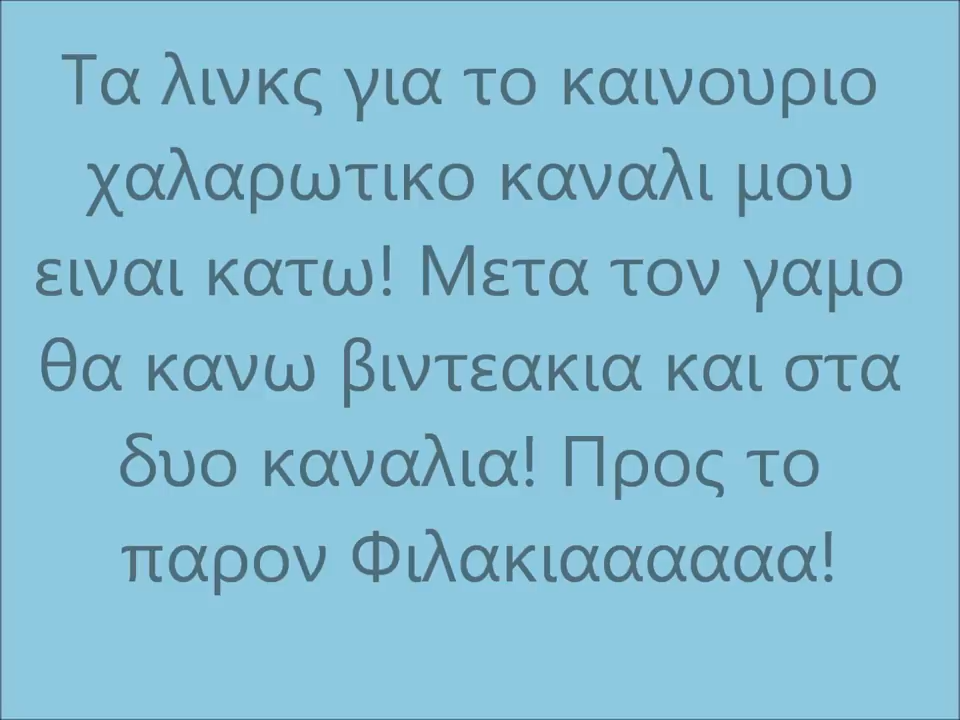 Τα λινκς για το καινουριο
χαλαρωτικο καναλι μου
ειναι κατω! Μετα τον γαμο
θα κανω βιντεακια και στα
δυο καναλια! Προς το
παρον Φιλακιαααααα!